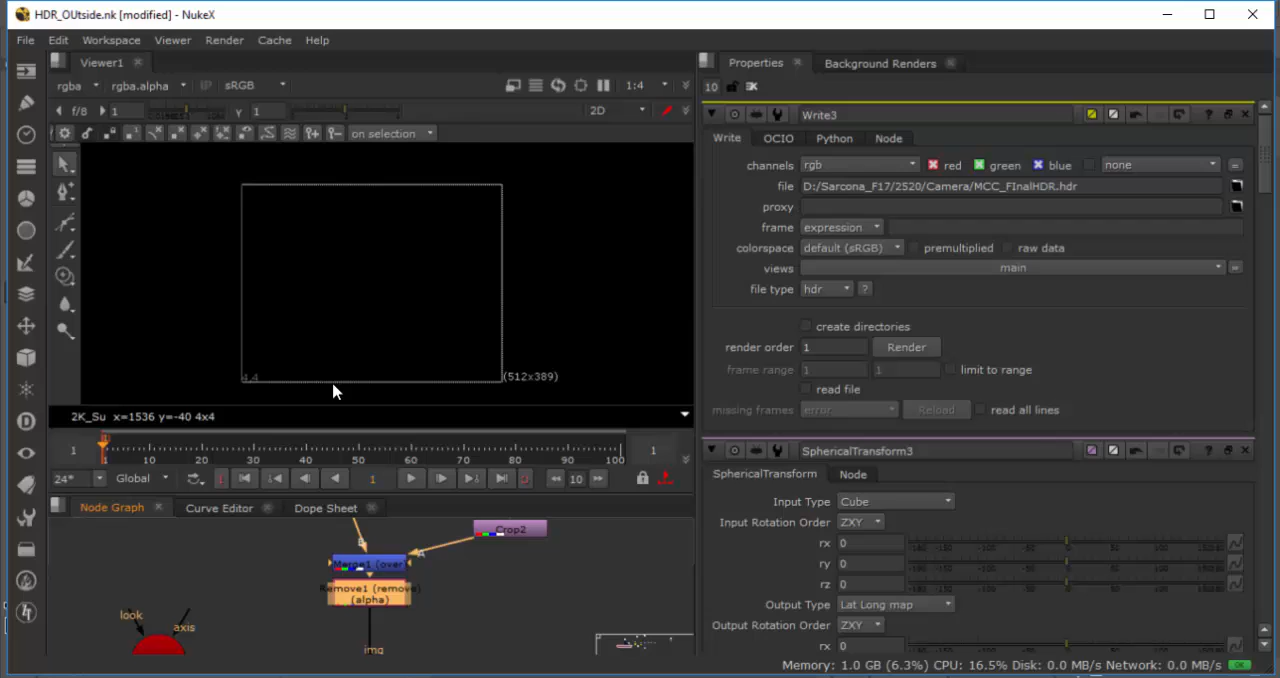 HDR_OUtside.nk [modified] - NukeX
File Edit Workspace Viewer Render Cache Help
Viewer1
rgba rgba.alpha IP sRGB 1:4
f/8 1 Y 1 2D
on selection
4,4
(512x389)
2K_Su x=1536 y=-40 4x4
1 1 10 20 30 40 50 60 70 80 90 100 1
24* Global 1 10
Node Graph Curve Editor Dope Sheet
Crop2
B A
Merge1 (over)
Remove1 (remove)
(alpha)
look
axis
img
Properties Background Renders
10
Write3
Write OCIO Python Node
channels rgb red green blue none =
file D:/Sarcona_F17/2520/Camera/MCC_FInalHDR.hdr
proxy
frame expression
colorspace default (sRGB) premultiplied raw data
views main =
file type hdr ?
create directories
render order 1 Render
frame range 1 1 limit to range
read file
missing frames error Reload read all lines
SphericalTransform3
SphericalTransform Node
Input Type Cube
Input Rotation Order ZXY
rx 0
ry 0
rz 0
Output Type Lat Long map
Output Rotation Order ZXY
rx 0
Memory: 1.0 GB (6.3%) CPU: 16.5% Disk: 0.0 MB/s Network: 0.0 MB/s